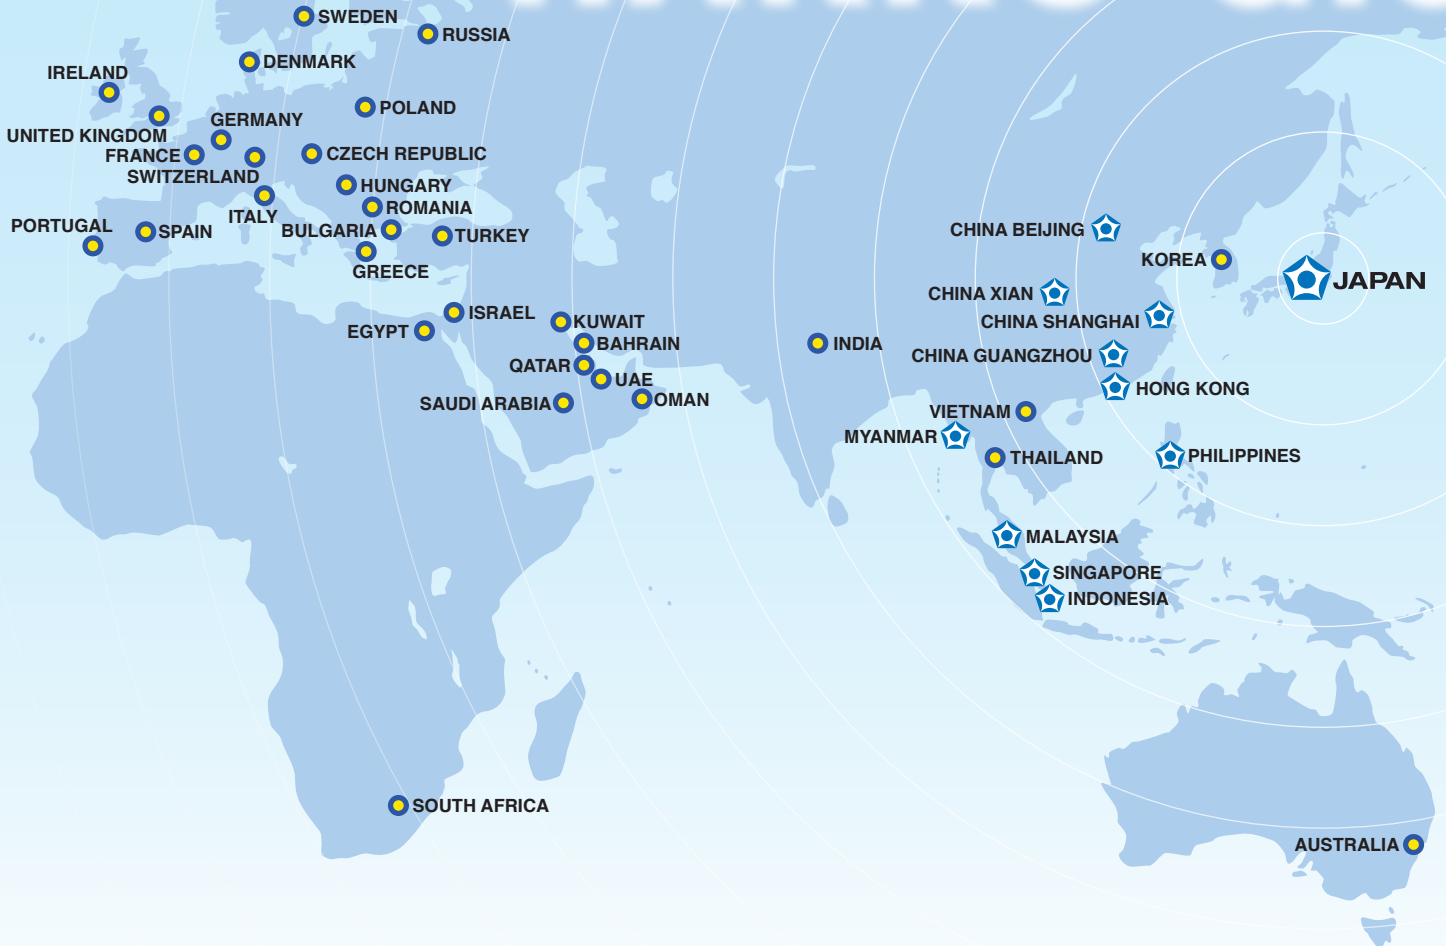 SWEDEN
RUSSIA
DENMARK
IRELAND
POLAND
GERMANY
UNITED KINGDOM
FRANCE
CZECH REPUBLIC
SWITZERLAND
HUNGARY
ROMANIA
ITALY
PORTUGAL
SPAIN
BULGARIA
TURKEY
GREECE
CHINA BEIJING
KOREA
JAPAN
CHINA XIAN
ISRAEL
KUWAIT
CHINA SHANGHAI
EGYPT
BAHRAIN
INDIA
CHINA GUANGZHOU
QATAR
UAE
HONG KONG
SAUDI ARABIA
OMAN
VIETNAM
MYANMAR
THAILAND
PHILIPPINES
MALAYSIA
SINGAPORE
INDONESIA
SOUTH AFRICA
AUSTRALIA